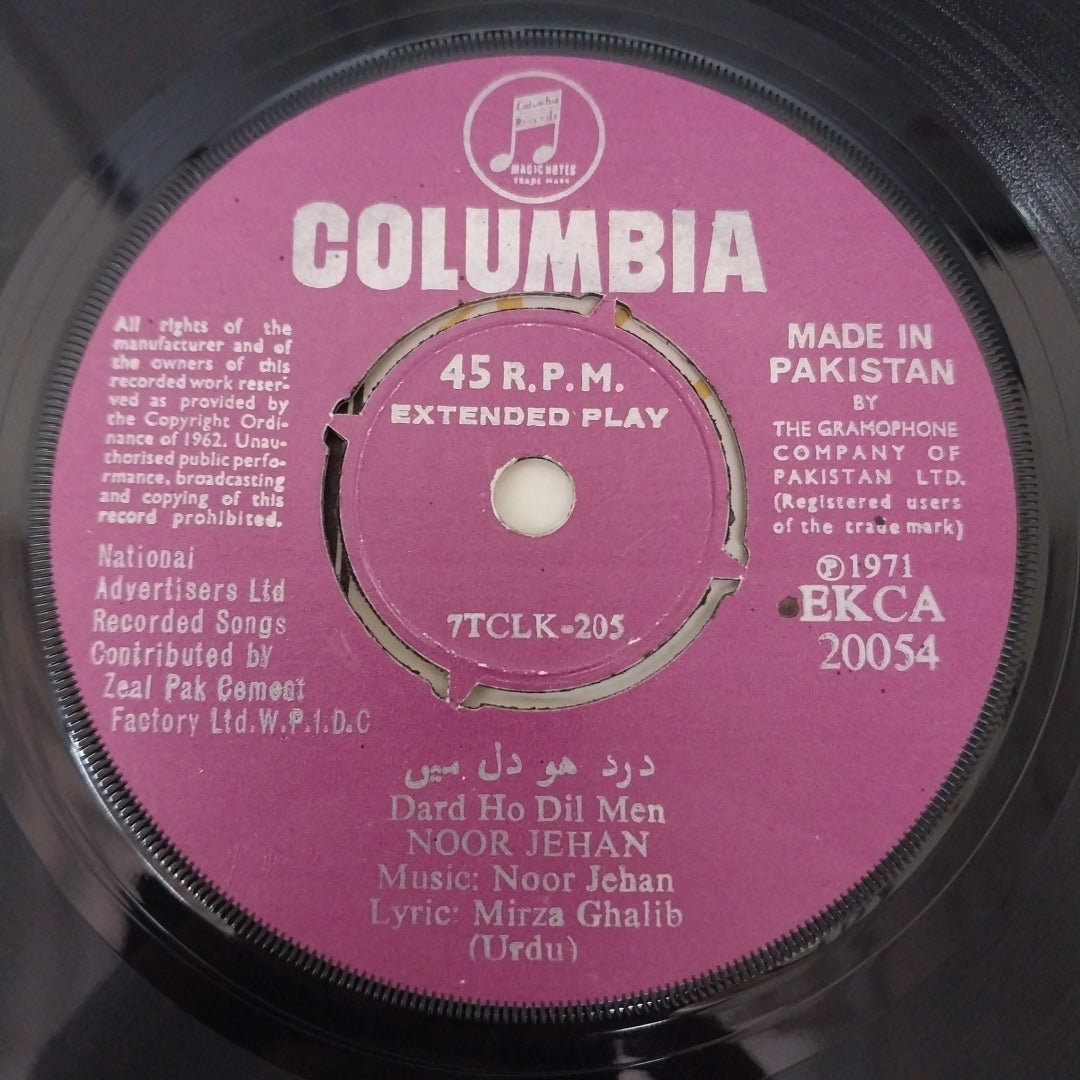 Columbia
Records
MAGIC NOTES
TRADE MARK
COLUMBIA
All rights of the
manufacturer and of
the owners of this
recorded work reser-
ved as provided by
the Copyright Ordi-
nance of 1962. Unau-
thorised public perfo-
rmance, broadcasting
and copying of this
record prohibited.
National
Advertisers Ltd
Recorded Songs
Contributed by
Zeal Pak Cement
Factory Ltd.W.P.I.D.C
45 R.P.M.
EXTENDED PLAY
7TCLK-205
MADE IN
PAKISTAN
BY
THE GRAMOPHONE
COMPANY OF
PAKISTAN LTD.
(Registered users
of the trade mark)
℗1971
EKCA
20054
درد هو دل میں
Dard Ho Dil Men
NOOR JEHAN
Music: Noor Jehan
Lyric: Mirza Ghalib
(Urdu)